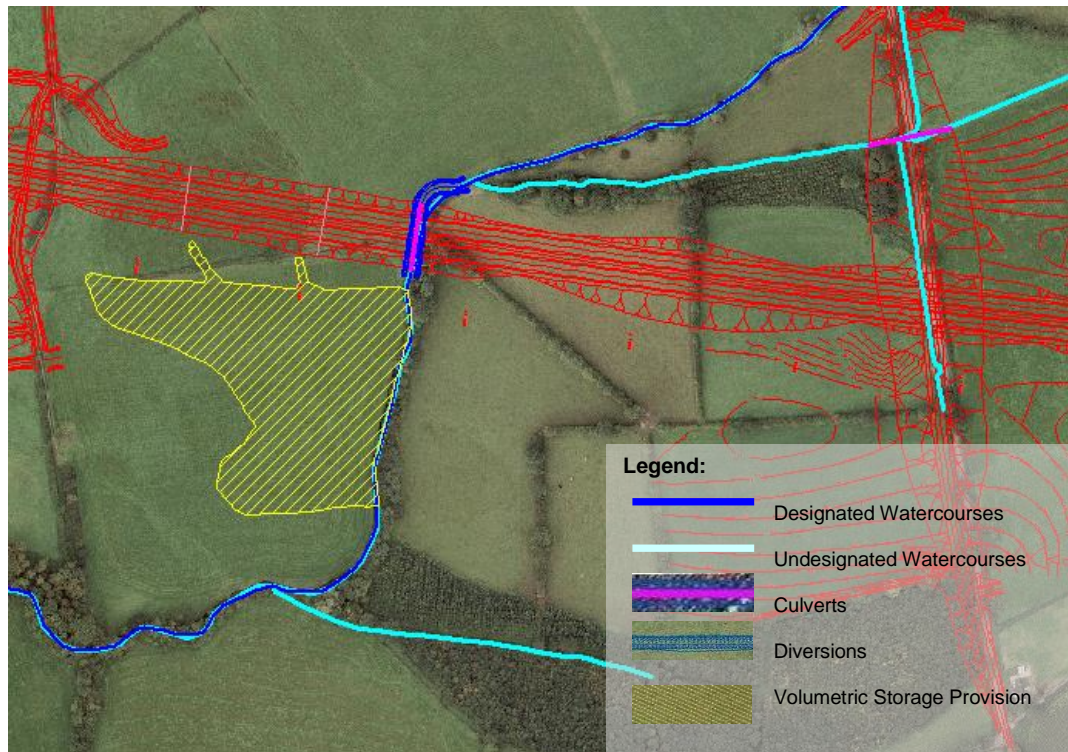 i
i
i
i
i
Legend:
Designated Watercourses
Undesignated Watercourses
Culverts
Diversions
Volumetric Storage Provision